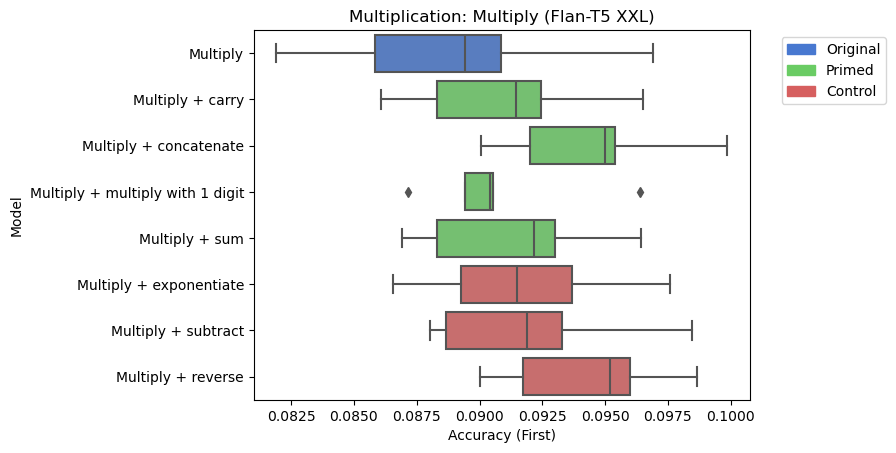 Multiplication: Multiply (Flan-T5 XXL)
Original
Primed
Control
Model
Multiply
Multiply + carry
Multiply + concatenate
Multiply + multiply with 1 digit
Multiply + sum
Multiply + exponentiate
Multiply + subtract
Multiply + reverse
0.0825 0.0850 0.0875 0.0900 0.0925 0.0950 0.0975 0.1000
Accuracy (First)